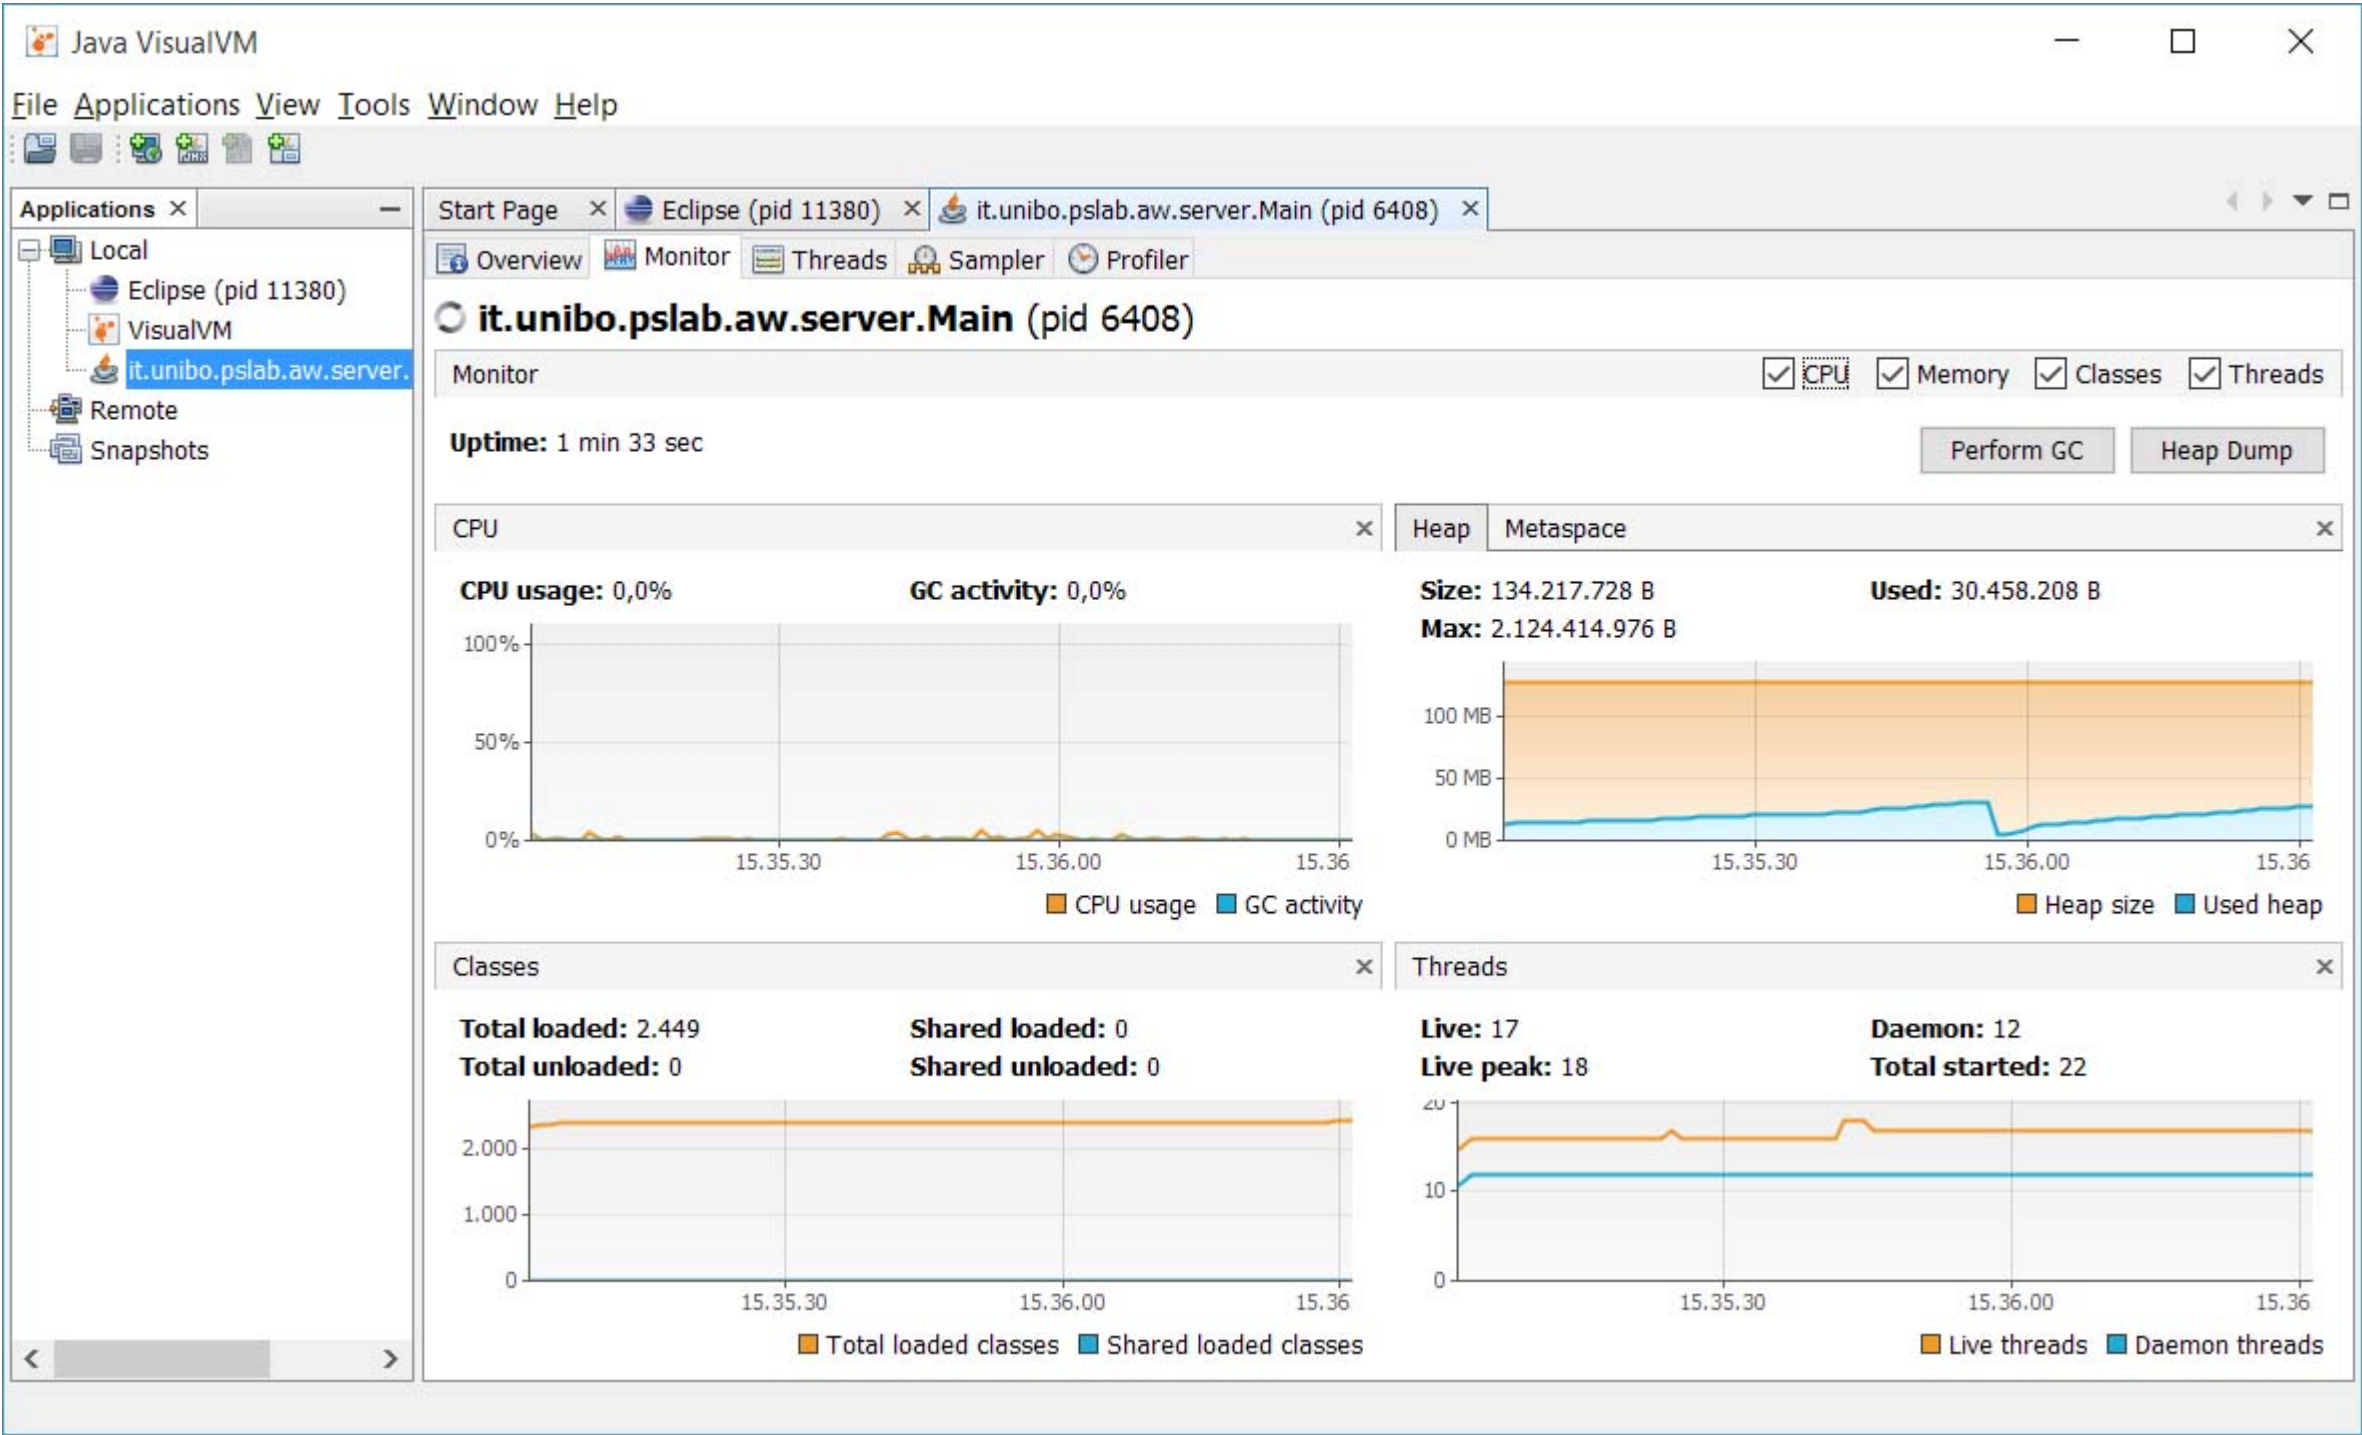 Java VisualVM
File Applications View Tools Window Help
Applications
Local
Eclipse (pid 11380)
VisualVM
it.unibo.pslab.aw.server.
Remote
Snapshots
Start Page Eclipse (pid 11380) it.unibo.pslab.aw.server.Main (pid 6408)
Overview Monitor Threads Sampler Profiler
it.unibo.pslab.aw.server.Main (pid 6408)
Monitor CPU Memory Classes Threads
Uptime: 1 min 33 sec Perform GC Heap Dump
CPU
CPU usage: 0,0% GC activity: 0,0%
100%
50%
0%
15.35.30 15.36.00 15.36
CPU usage GC activity
Heap Metaspace
Size: 134.217.728 B Used: 30.458.208 B
Max: 2.124.414.976 B
100 MB
50 MB
0 MB
15.35.30 15.36.00 15.36
Heap size Used heap
Classes
Total loaded: 2.449 Shared loaded: 0
Total unloaded: 0 Shared unloaded: 0
2.000
1.000
0
15.35.30 15.36.00 15.36
Total loaded classes Shared loaded classes
Threads
Live: 17 Daemon: 12
Live peak: 18 Total started: 22
20
10
0
15.35.30 15.36.00 15.36
Live threads Daemon threads